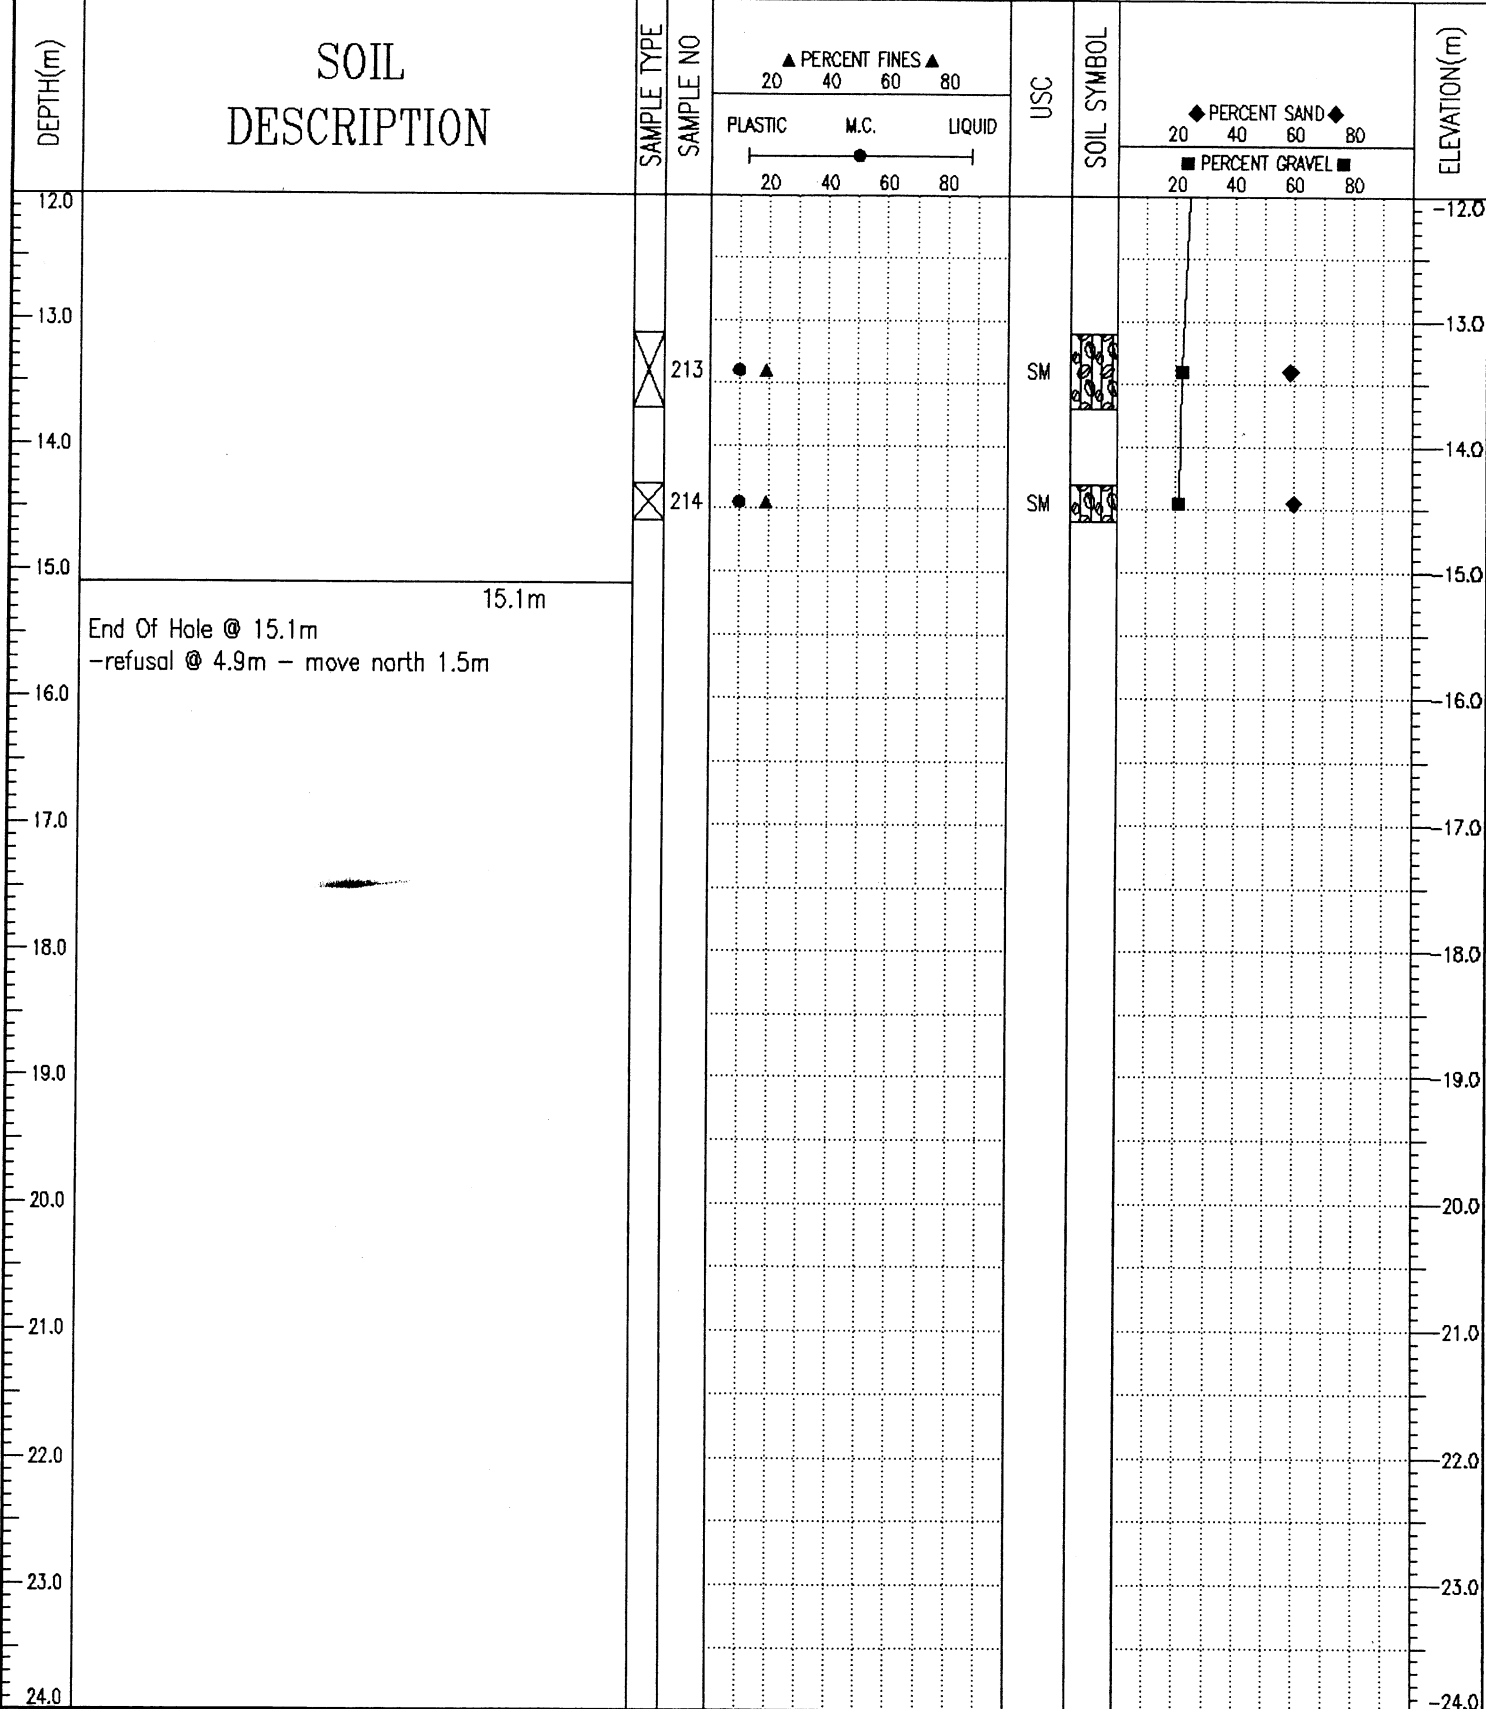 DEPTH(m)
SOIL
DESCRIPTION
SAMPLE TYPE
SAMPLE NO
▲ PERCENT FINES ▲
20 40 60 80
PLASTIC M.C. LIQUID
20 40 60 80
USC
SOIL SYMBOL
◆ PERCENT SAND ◆
20 40 60 80
■ PERCENT GRAVEL ■
20 40 60 80
ELEVATION(m)
12.0 -12.0
13.0 -13.0
213 SM
14.0 -14.0
214 SM
15.0 -15.0
15.1m
End Of Hole @ 15.1m
-refusal @ 4.9m - move north 1.5m
16.0 -16.0
17.0 -17.0
18.0 -18.0
19.0 -19.0
20.0 -20.0
21.0 -21.0
22.0 -22.0
23.0 -23.0
24.0 -24.0